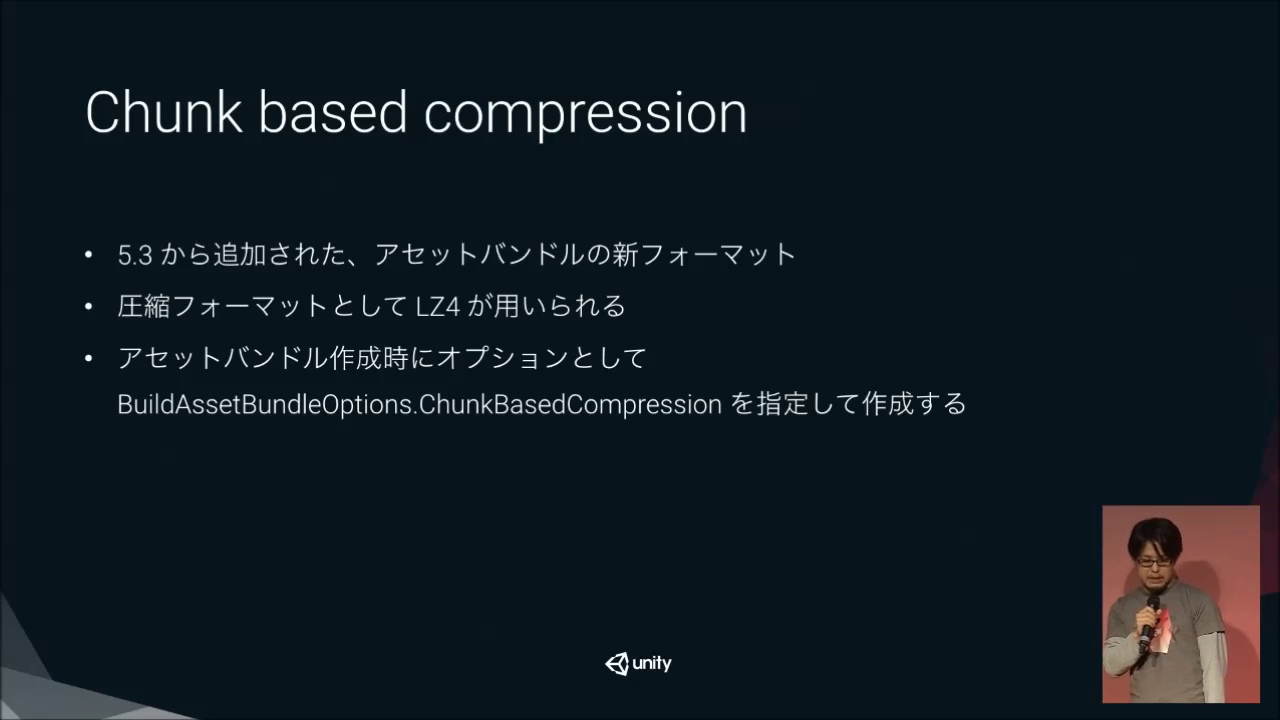 Chunk based compression
• 5.3 から追加された、アセットバンドルの新フォーマット
• 圧縮フォーマットとして LZ4 が用いられる
• アセットバンドル作成時にオプションとして
BuildAssetBundleOptions.ChunkBasedCompression を指定して作成する
unity